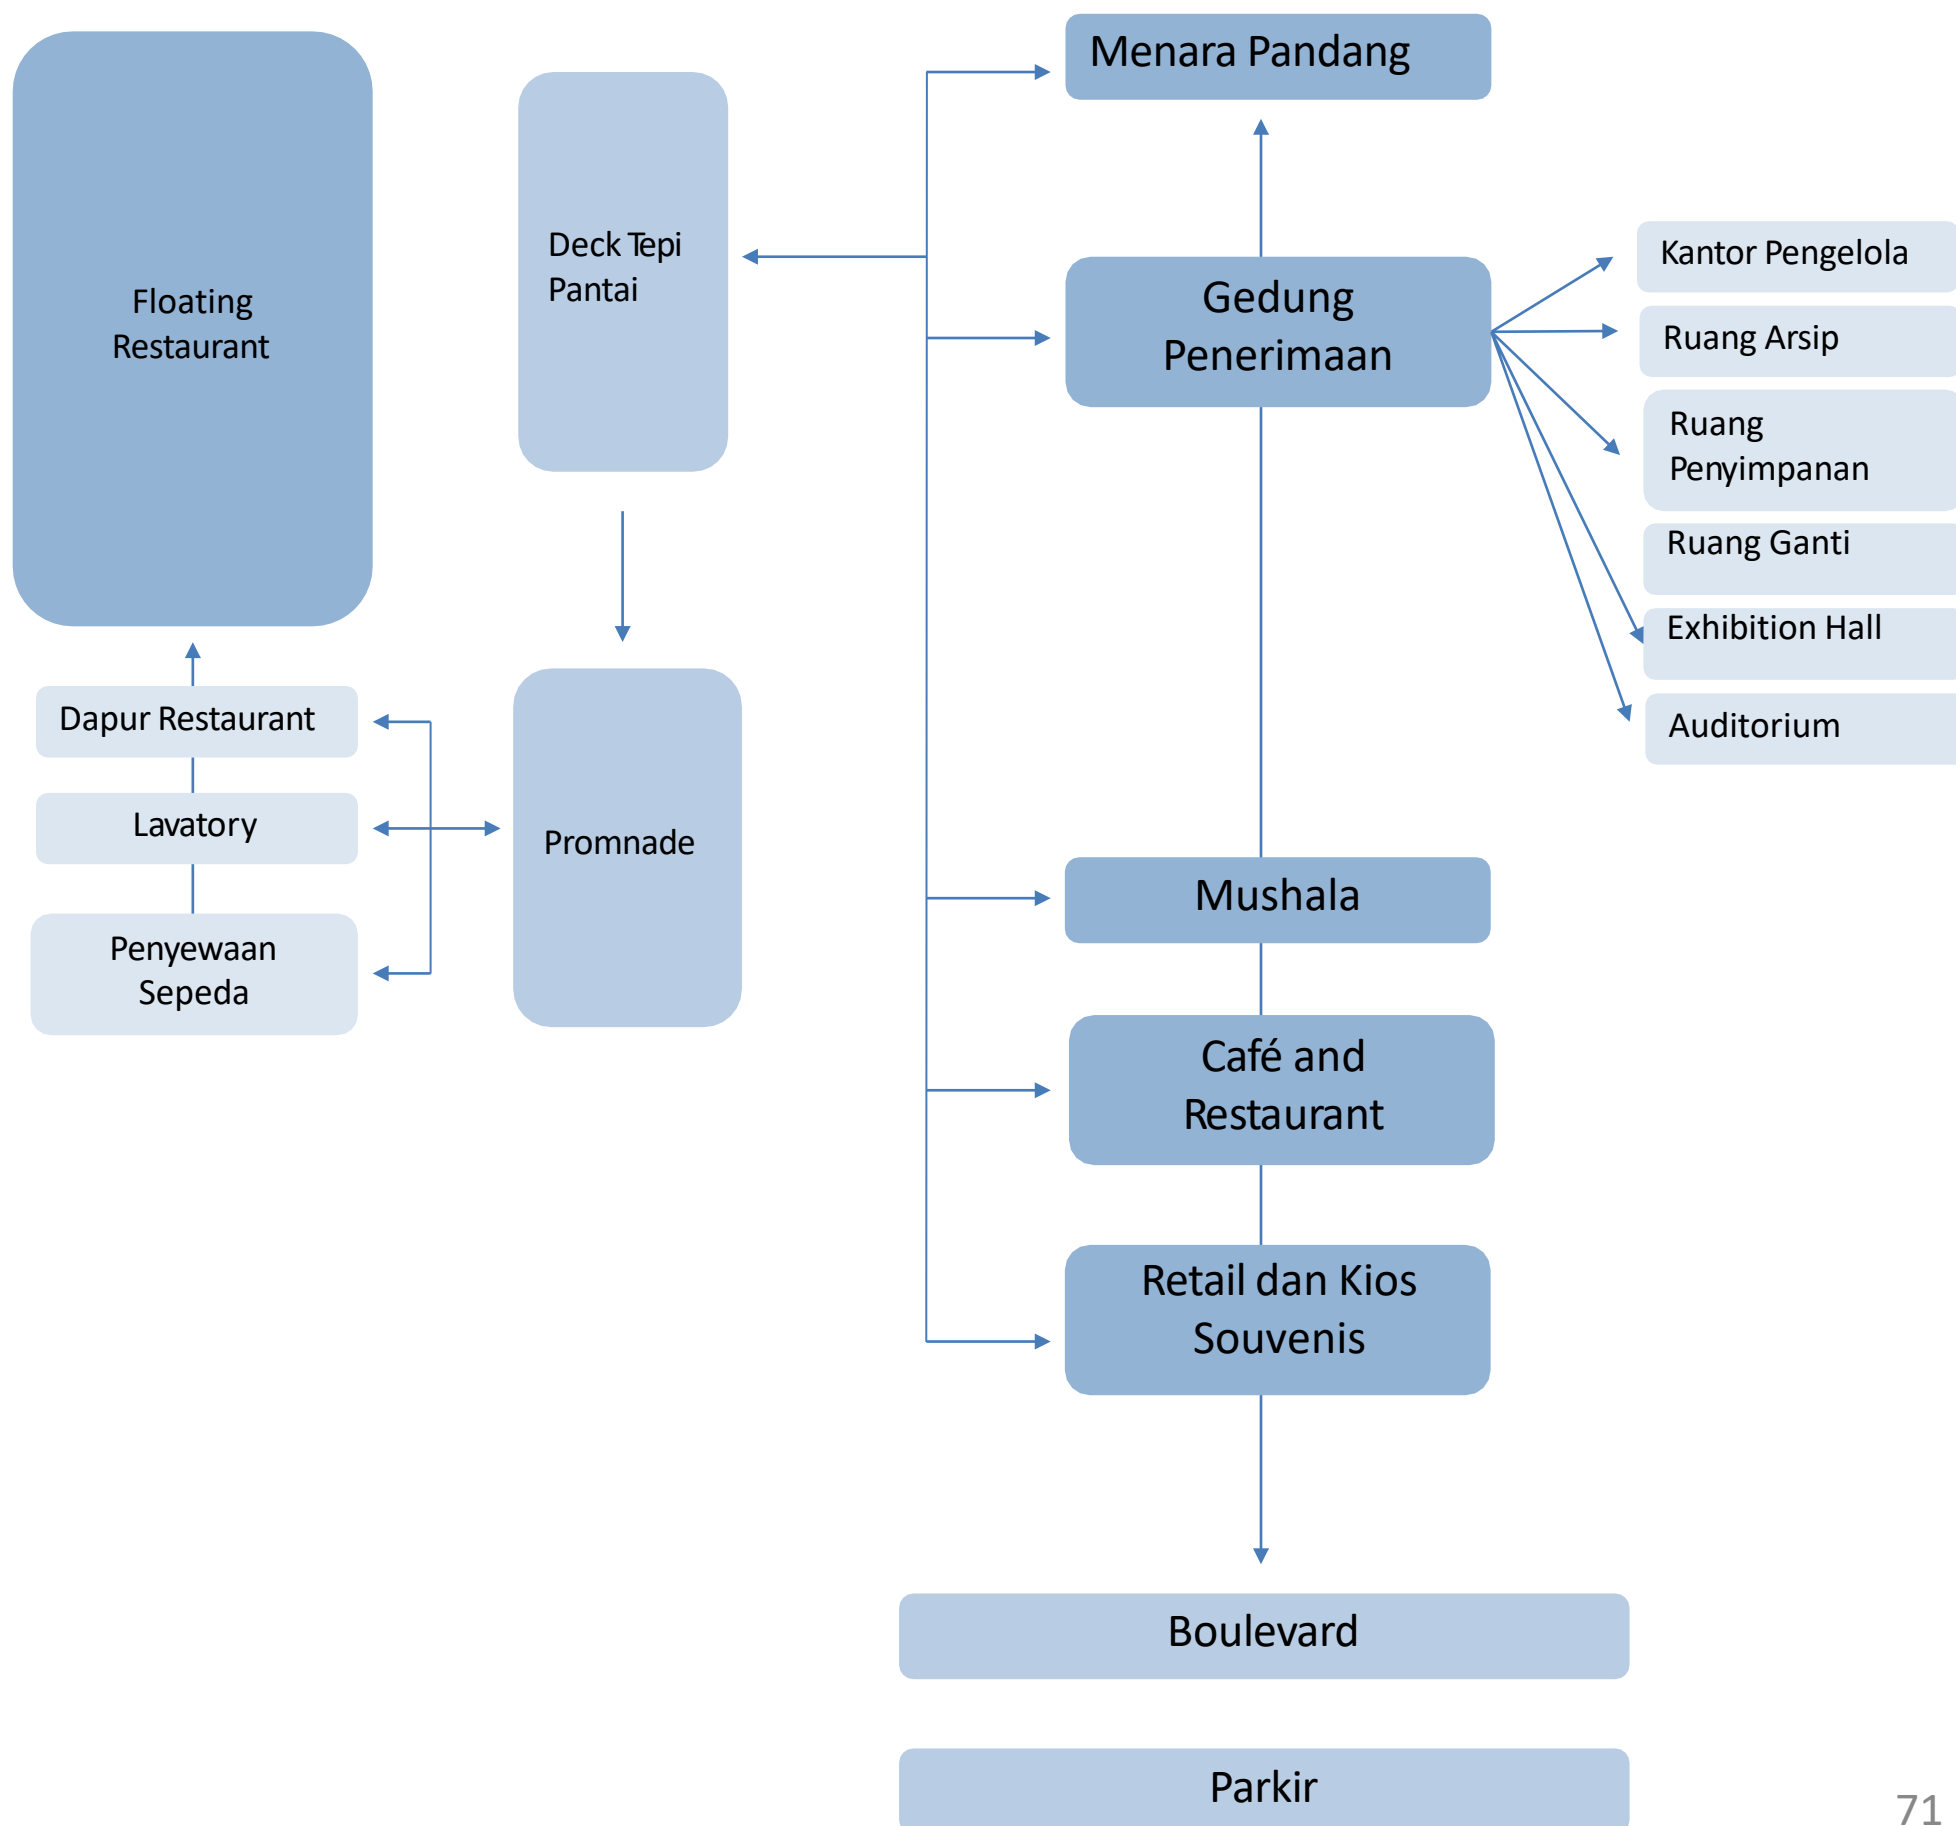 Menara Pandang
Floating
Restaurant
Deck Tepi
Pantai
Gedung
Penerimaan
Kantor Pengelola
Ruang Arsip
Ruang
Penyimpanan
Ruang Ganti
Exhibition Hall
Auditorium
Dapur Restaurant
Lavatory
Penyewaan
Sepeda
Promnade
Mushala
Café and
Restaurant
Retail dan Kios
Souvenis
Boulevard
Parkir
71